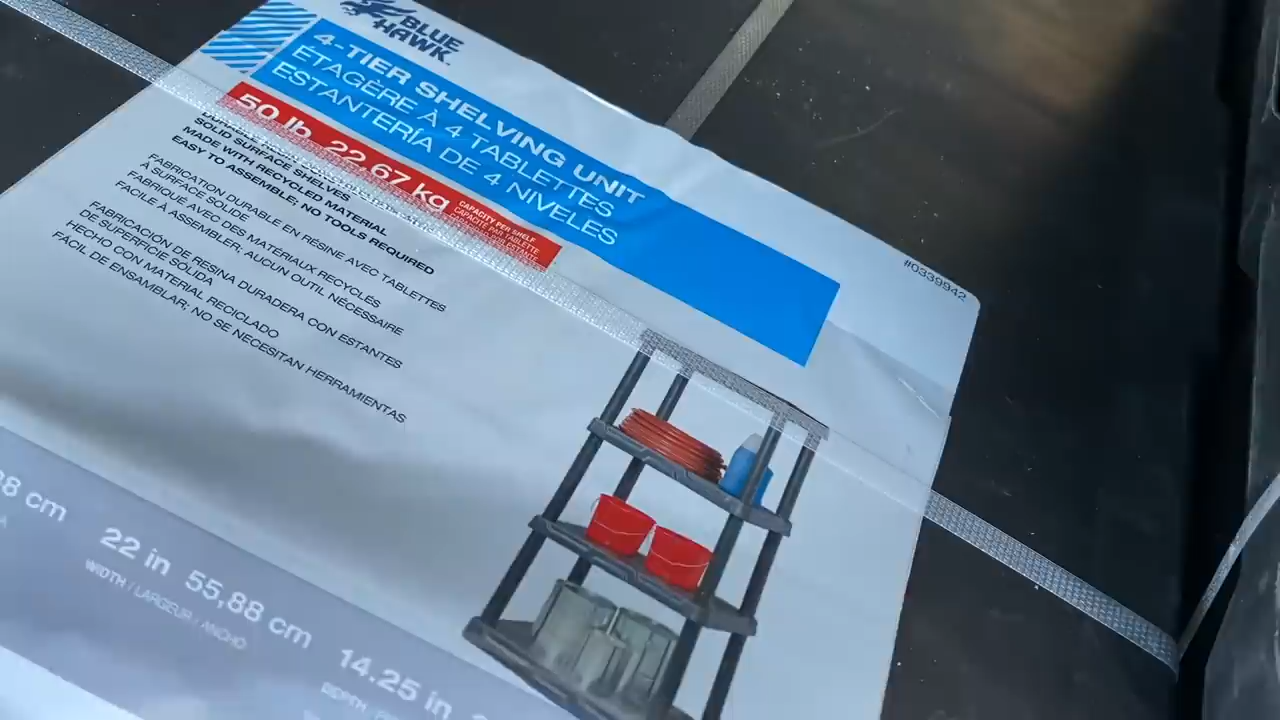 BLUE
HAWK
4-TIER SHELVING UNIT
ÉTAGÈRE À 4 TABLETTES
ESTANTERÍA DE 4 NIVELES
50 lb 22,67 kg
CAPACITY PER SHELF
CAPACITÉ PAR TABLETTE
#0339942
SOLID SURFACE SHELVES
MADE WITH RECYCLED MATERIAL
EASY TO ASSEMBLE; NO TOOLS REQUIRED
FABRICATION DURABLE EN RÉSINE AVEC TABLETTES
À SURFACE SOLIDE
FABRIQUÉ AVEC DES MATÉRIAUX RECYCLÉS
FACILE À ASSEMBLER; AUCUN OUTIL NÉCESSAIRE
FABRICACIÓN DE RESINA DURADERA CON ESTANTES
DE SUPERFICIE SÓLIDA
HECHO CON MATERIAL RECICLADO
FÁCIL DE ENSAMBLAR; NO SE NECESITAN HERRAMIENTAS
cm
22 in 55,88 cm
WIDTH / LARGEUR / ANCHO
14.25 in
DEPTH